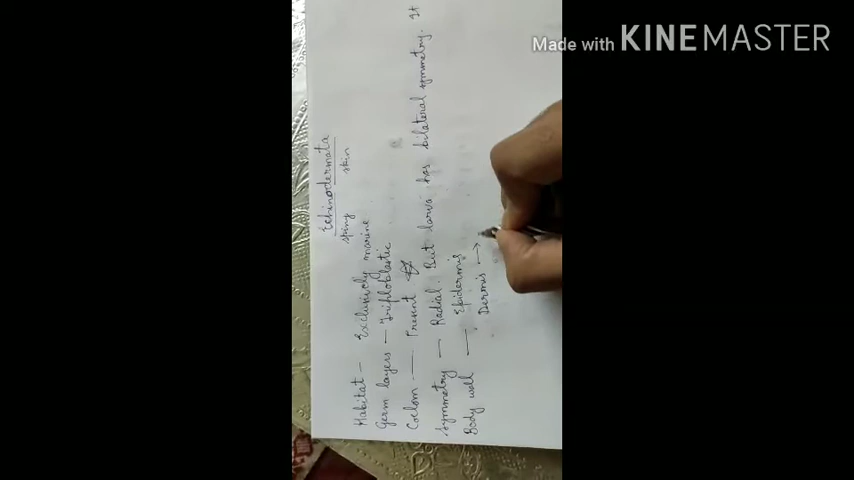 Made with KINEMASTER
Echinodermata
spiny skin
Habitat — Exclusively marine
Germ layers — Triploblastic
Coelom — Present
Symmetry — Radial. But larva has bilateral symmetry. It
Body wall — Epidermis
Dermis →